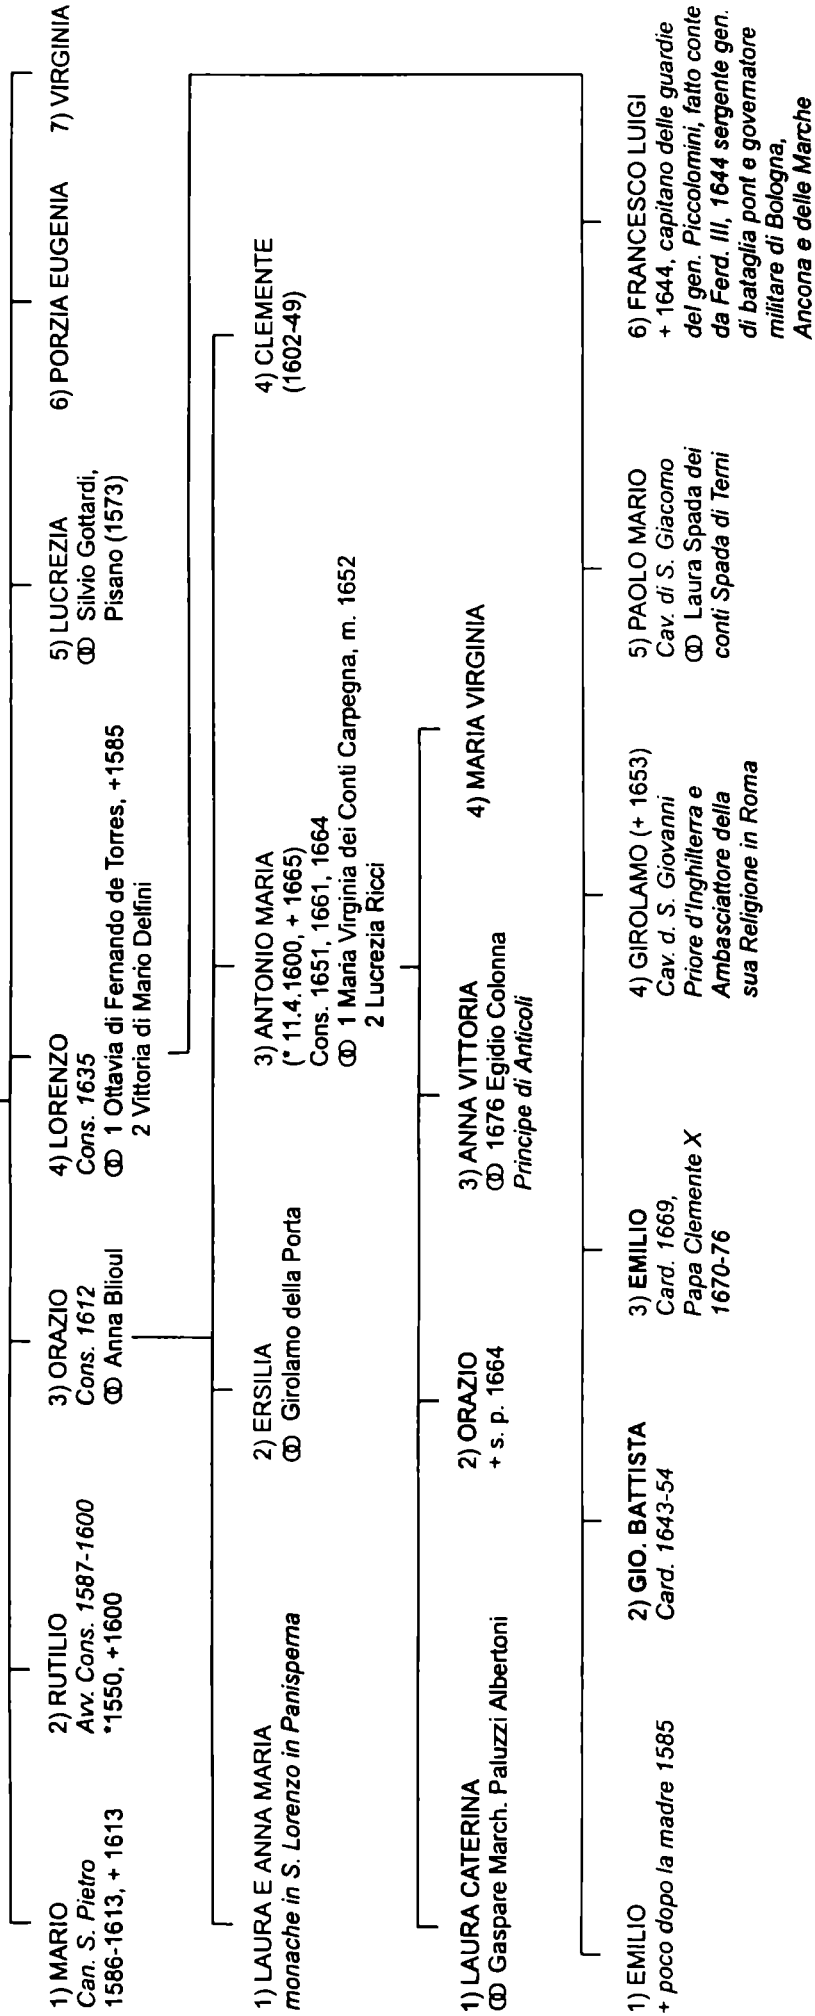 1) MARIO
Can. S. Pietro
1586-1613, + 1613
2) RUTILIO
Avv. Cons. 1587-1600
*1550, +1600
3) ORAZIO
Cons. 1612
ꝏ Anna Blioul
4) LORENZO
Cons. 1635
ꝏ 1 Ottavia di Fernando de Torres, +1585
2 Vittoria di Mario Delfini
5) LUCREZIA
ꝏ Silvio Gottardi,
Pisano (1573)
6) PORZIA EUGENIA
7) VIRGINIA
1) LAURA E ANNA MARIA
monache in S. Lorenzo in Panisperna
2) ERSILIA
ꝏ Girolamo della Porta
3) ANTONIO MARIA
(* 11.4.1600, + 1665)
Cons. 1651, 1661, 1664
ꝏ 1 Maria Virginia dei Conti Carpegna, m. 1652
2 Lucrezia Ricci
4) CLEMENTE
(1602-49)
1) LAURA CATERINA
ꝏ Gaspare March. Paluzzi Albertoni
2) ORAZIO
+ s. p. 1664
3) ANNA VITTORIA
ꝏ 1676 Egidio Colonna
Principe di Anticoli
4) MARIA VIRGINIA
1) EMILIO
+ poco dopo la madre 1585
2) GIO. BATTISTA
Card. 1643-54
3) EMILIO
Card. 1669,
Papa Clemente X
1670-76
4) GIROLAMO (+ 1653)
Cav. d. S. Giovanni
Priore d'Inghilterra e
Ambasciattore della
sua Religione in Roma
5) PAOLO MARIO
Cav. di S. Giacomo
ꝏ Laura Spada dei
conti Spada di Terni
6) FRANCESCO LUIGI
+ 1644, capitano delle guardie
del gen. Piccolomini, fatto conte
da Ferd. III, 1644 sergente gen.
di bataglia pont e governatore
militare di Bologna,
Ancona e delle Marche